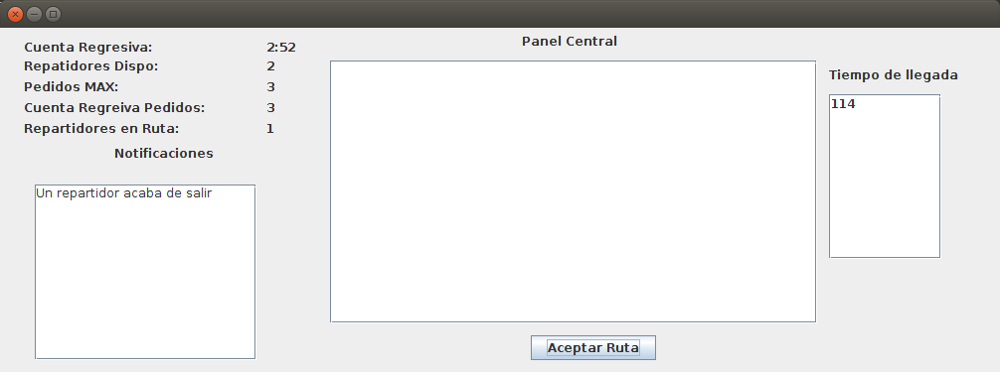 Cuenta Regresiva: 2:52
Repatidores Dispo: 2
Pedidos MAX: 3
Cuenta Regreiva Pedidos: 3
Repartidores en Ruta: 1
Notificaciones
Un repartidor acaba de salir
Panel Central
Aceptar Ruta
Tiempo de llegada
114